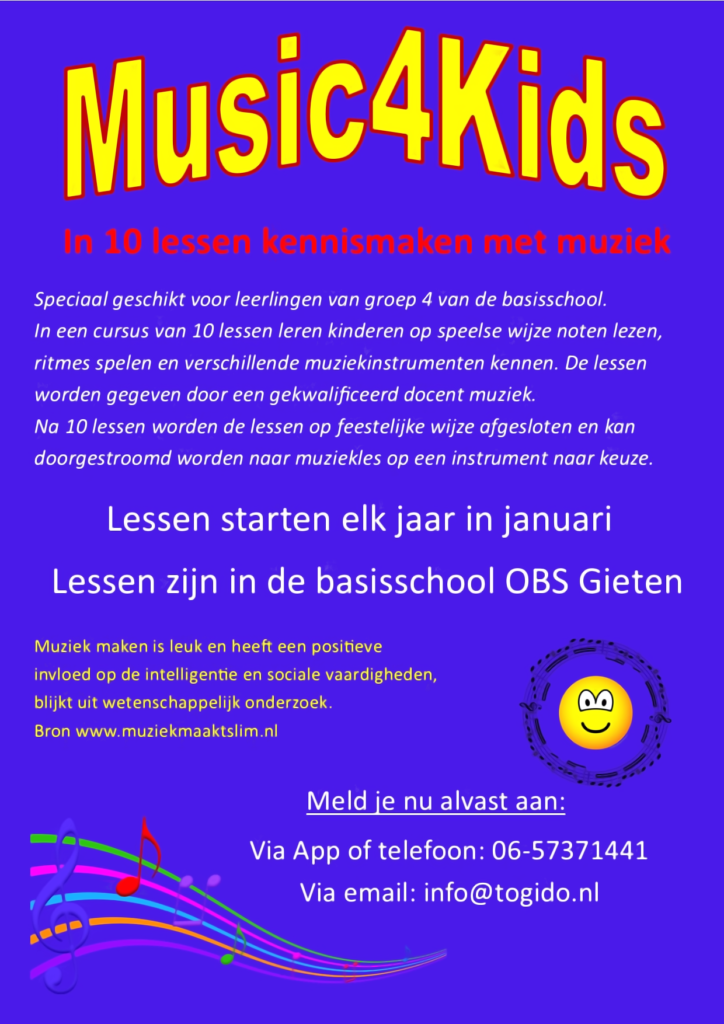 Music4Kids
In 10 lessen kennismaken met muziek
Speciaal geschikt voor leerlingen van groep 4 van de basisschool.
In een cursus van 10 lessen leren kinderen op speelse wijze noten lezen,
ritmes spelen en verschillende muziekinstrumenten kennen. De lessen
worden gegeven door een gekwalificeerd docent muziek.
Na 10 lessen worden de lessen op feestelijke wijze afgesloten en kan
doorgestroomd worden naar muziekles op een instrument naar keuze.
Lessen starten elk jaar in januari
Lessen zijn in de basisschool OBS Gieten
Muziek maken is leuk en heeft een positieve
invloed op de intelligentie en sociale vaardigheden,
blijkt uit wetenschappelijk onderzoek.
Bron www.muziekmaaktslim.nl
Meld je nu alvast aan:
Via App of telefoon: 06-57371441
Via email: info@togido.nl